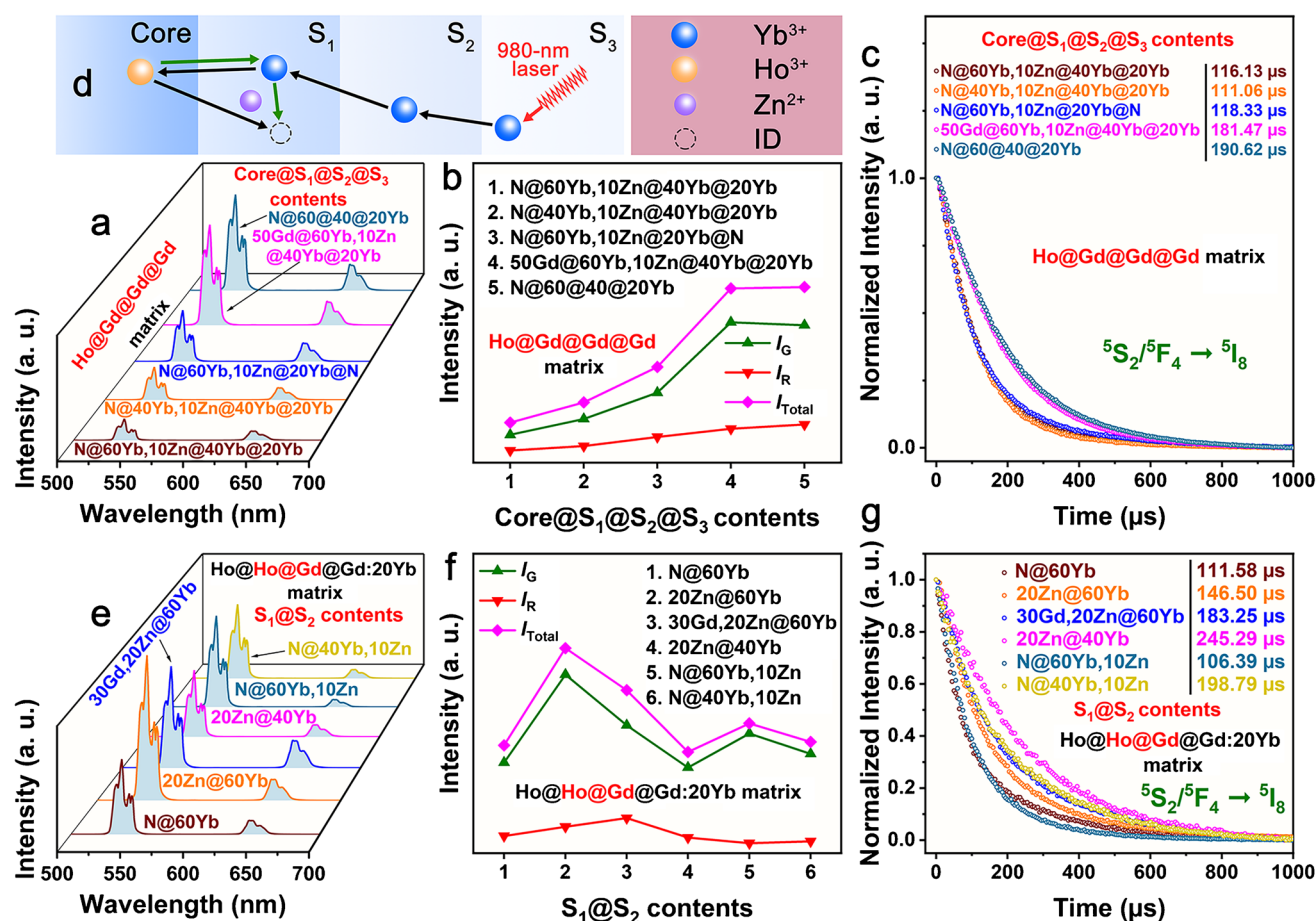 d
Core
S1
S2
S3
980-nm
laser
Yb3+
Ho3+
Zn2+
ID
a
Core@S1@S2@S3
contents
N@60@40@20Yb
50Gd@60Yb,10Zn
@40Yb@20Yb
Ho@Gd@Gd@Gd
matrix
N@60Yb,10Zn@20Yb@N
N@40Yb,10Zn@40Yb@20Yb
N@60Yb,10Zn@40Yb@20Yb
Intensity (a. u.)
500 550 600 650 700
Wavelength (nm)
b
1. N@60Yb,10Zn@40Yb@20Yb
2. N@40Yb,10Zn@40Yb@20Yb
3. N@60Yb,10Zn@20Yb@N
4. 50Gd@60Yb,10Zn@40Yb@20Yb
5. N@60@40@20Yb
Ho@Gd@Gd@Gd
matrix
IG
IR
ITotal
Intensity (a. u.)
1 2 3 4 5
Core@S1@S2@S3 contents
c
Core@S1@S2@S3 contents
N@60Yb,10Zn@40Yb@20Yb 116.13 μs
N@40Yb,10Zn@40Yb@20Yb 111.06 μs
N@60Yb,10Zn@20Yb@N 118.33 μs
50Gd@60Yb,10Zn@40Yb@20Yb 181.47 μs
N@60@40@20Yb 190.62 μs
Ho@Gd@Gd@Gd matrix
5S2/5F4 → 5I8
Normalized Intensity (a. u.)
1.0
0.0
0 200 400 600 800 1000
Time (μs)
e
Ho@Ho@Gd@Gd:20Yb
matrix
S1@S2 contents
30Gd,20Zn@60Yb
N@40Yb,10Zn
N@60Yb,10Zn
20Zn@40Yb
20Zn@60Yb
N@60Yb
Intensity (a. u.)
500 550 600 650 700
Wavelength (nm)
f
IG
IR
ITotal
1. N@60Yb
2. 20Zn@60Yb
3. 30Gd,20Zn@60Yb
4. 20Zn@40Yb
5. N@60Yb,10Zn
6. N@40Yb,10Zn
Ho@Ho@Gd@Gd:20Yb matrix
Intensity (a. u.)
1 2 3 4 5 6
S1@S2 contents
g
N@60Yb 111.58 μs
20Zn@60Yb 146.50 μs
30Gd,20Zn@60Yb 183.25 μs
20Zn@40Yb 245.29 μs
N@60Yb,10Zn 106.39 μs
N@40Yb,10Zn 198.79 μs
S1@S2 contents
Ho@Ho@Gd@Gd:20Yb
matrix
5S2/5F4 → 5I8
Normalized Intensity (a. u.)
1.0
0.8
0.6
0.4
0.2
0.0
0 200 400 600 800 1000
Time (μs)